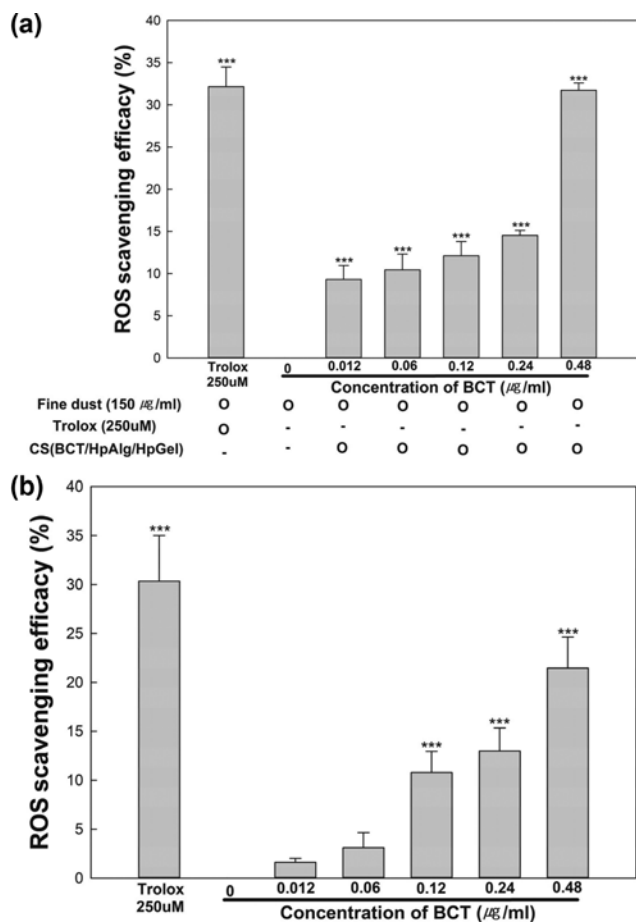 (a)
ROS scavenging efficacy (%)
40
35
30
25
20
15
10
5
0
***
***
***
***
***
***
Trolox 250uM
0 0.012 0.06 0.12 0.24 0.48
Concentration of BCT (㎍/ml)
Fine dust (150 ㎍/ml) O O O O O O O
Trolox (250uM) O - - - - - -
CS(BCT/HpAlg/HpGel) - - O O O O O
(b)
ROS scavenging efficacy (%)
40
35
30
25
20
15
10
5
0
***
***
***
***
Trolox 250uM
0 0.012 0.06 0.12 0.24 0.48
Concentration of BCT (㎍/ml)